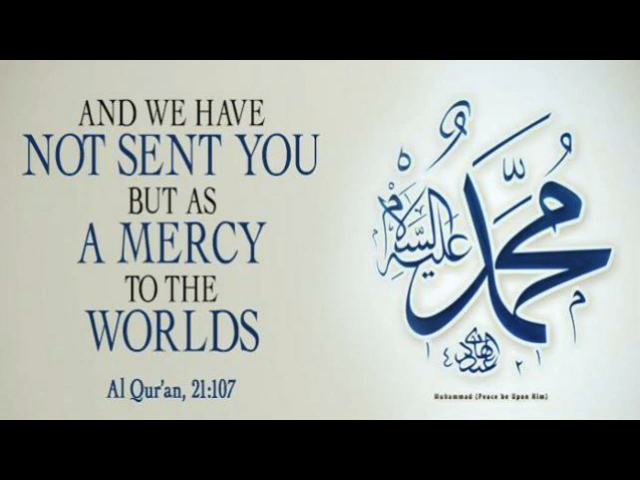 AND WE HAVE
NOT SENT YOU
BUT AS
A MERCY
TO THE
WORLDS
Al Qur'an, 21:107
محمد
عليه السلام
١٤٢١ م
Muhammad (Peace be Upon Him)